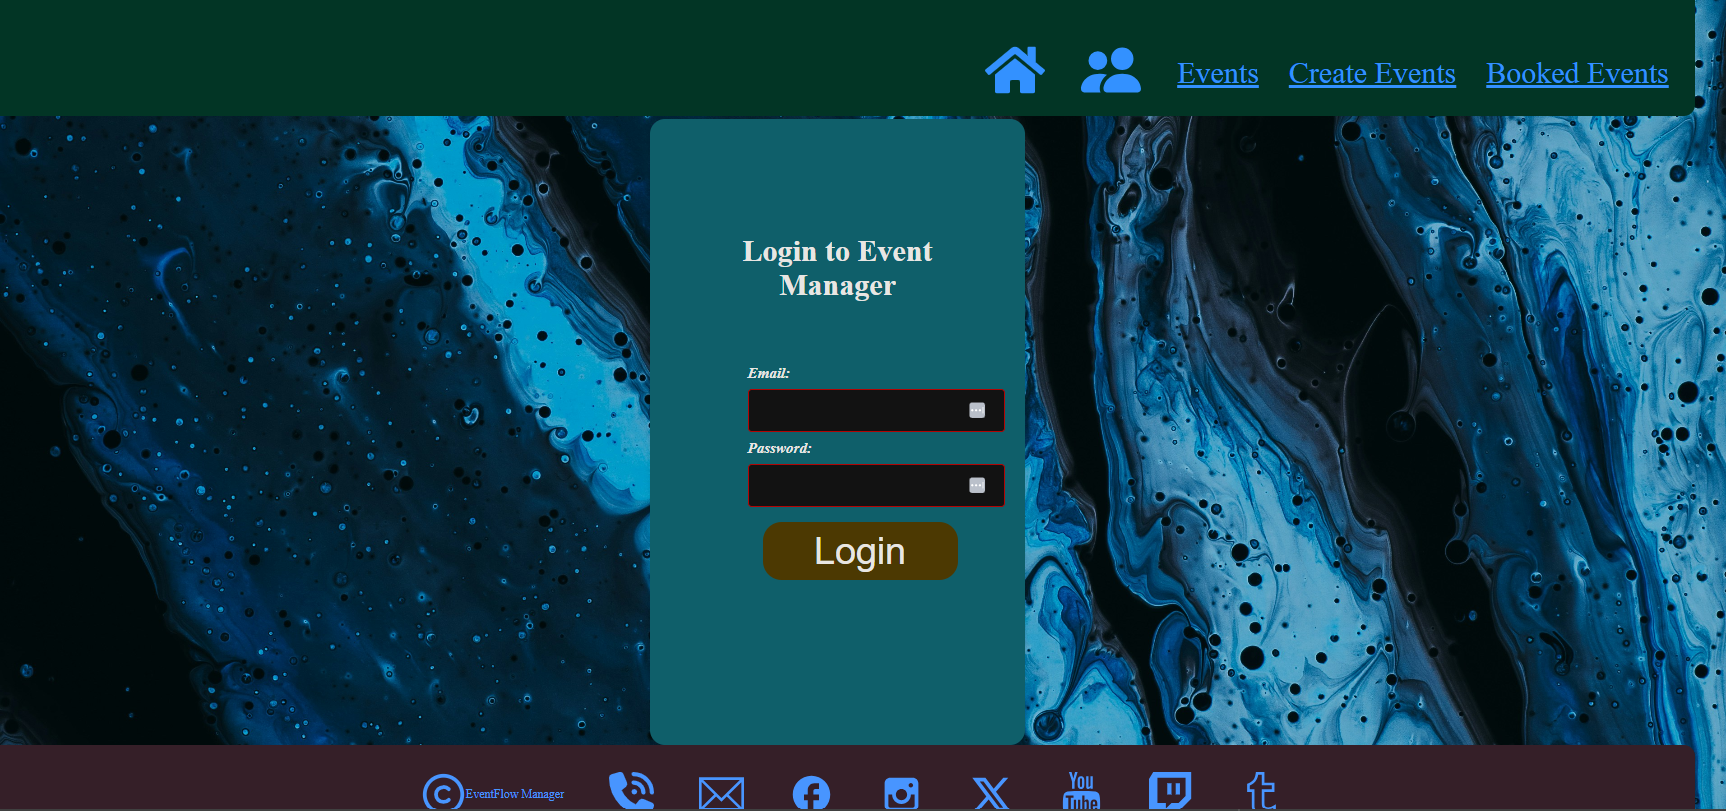 Events Create Events Booked Events
Login to Event
Manager
Email:
Password:
Login
© EventFlow Manager
You
Tube